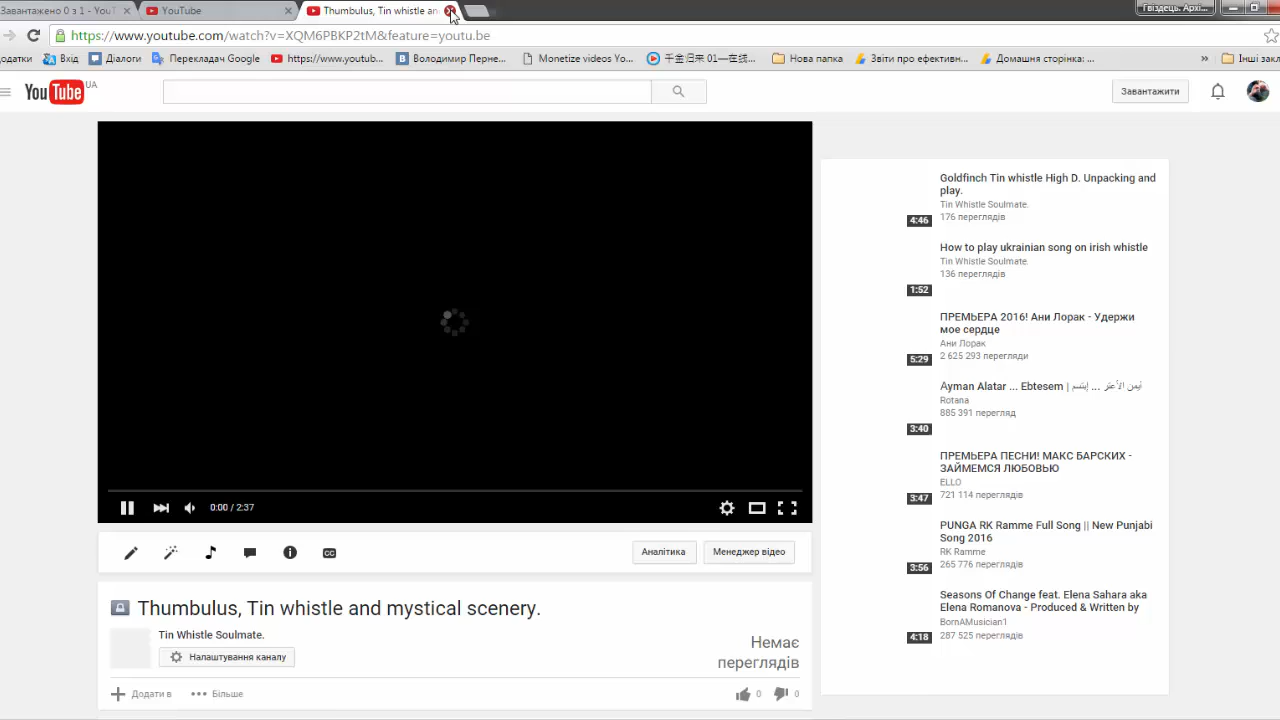 Завантажено 0 з 1 - YouT
YouTube
Thumbulus, Tin whistle an
Гвіздець. Архі...
https://www.youtube.com/watch?v=XQM6PBKP2tM&feature=youtu.be
одатки
Вхід
Діалоги
Перекладач Google
https://www.youtub...
Володимир Перне...
Monetize videos Yo...
千金归来 01—在线...
Нова папка
Звіти про ефективн...
Домашня сторінка: ...
»
Інші закл
YouTube UA
Завантажити
Goldfinch Tin whistle High D. Unpacking and
play.
Tin Whistle Soulmate.
176 переглядів
4:46
How to play ukrainian song on irish whistle
Tin Whistle Soulmate.
136 переглядів
1:52
ПРЕМЬЕРА 2016! Ани Лорак - Удержи
мое сердце
Ани Лорак
2 625 293 перегляди
5:29
Ayman Alatar ... Ebtesem | أيمن الأعتر ... إبتسم
Rotana
885 391 перегляд
3:40
ПРЕМЬЕРА ПЕСНИ! МАКС БАРСКИХ -
ЗАЙМЕМСЯ ЛЮБОВЬЮ
ELLO
721 114 переглядів
3:47
PUNGA RK Ramme Full Song || New Punjabi
Song 2016
RK Ramme
265 776 переглядів
3:56
Seasons Of Change feat. Elena Sahara aka
Elena Romanova - Produced & Written by
BornAMusician1
287 525 переглядів
4:18
0:00 / 2:37
CC
Аналітика
Менеджер відео
Thumbulus, Tin whistle and mystical scenery.
Tin Whistle Soulmate.
Налаштування каналу
Немає
переглядів
Додати в
Більше
0
0